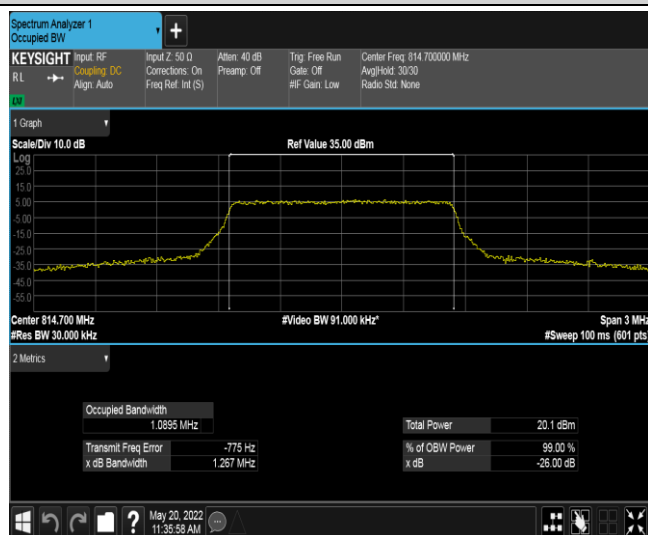 Spectrum Analyzer 1
Occupied BW
+
KEYSIGHT
RL
Input: RF
Coupling: DC
Align: Auto
Input Z: 50 Ω
Corrections: On
Freq Ref: Int (S)
Atten: 40 dB
Preamp: Off
Trig: Free Run
Gate: Off
#IF Gain: Low
Center Freq: 814.700000 MHz
Avg|Hold: 30/30
Radio Std: None
1 Graph
Scale/Div 10.0 dB
Ref Value 35.00 dBm
Log
25.0
15.0
5.00
-5.00
-15.0
-25.0
-35.0
-45.0
-55.0
Center 814.700 MHz
#Video BW 91.000 kHz*
Span 3 MHz
#Res BW 30.000 kHz
#Sweep 100 ms (601 pts)
2 Metrics
Occupied Bandwidth
1.0895 MHz
Total Power 20.1 dBm
Transmit Freq Error -775 Hz
% of OBW Power 99.00 %
x dB Bandwidth 1.267 MHz
x dB -26.00 dB
?
May 20, 2022
11:35:58 AM